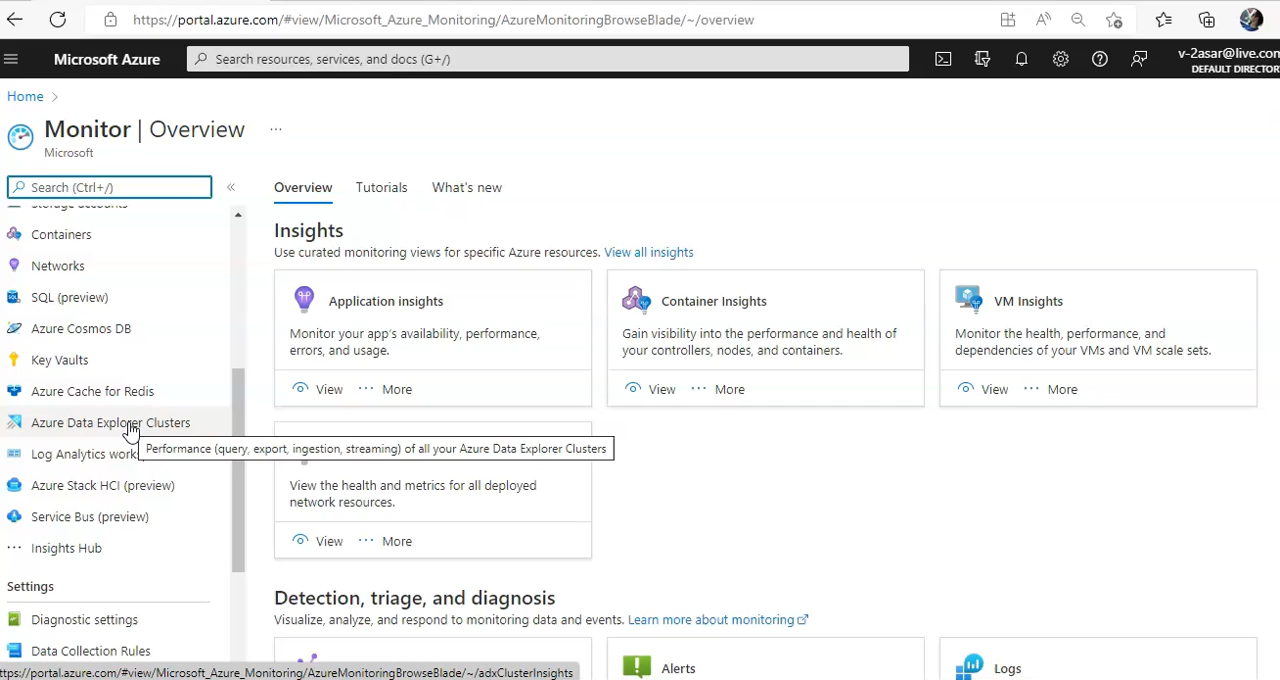 https://portal.azure.com/#view/Microsoft_Azure_Monitoring/AzureMonitoringBrowseBlade/~/overview
Microsoft Azure
Search resources, services, and docs (G+/)
v-2asar@live.com
DEFAULT DIRECTOR
Home
Monitor | Overview ...
Microsoft
Search (Ctrl+/)
«
Storage accounts
Containers
Networks
SQL (preview)
Azure Cosmos DB
Key Vaults
Azure Cache for Redis
Azure Data Explorer Clusters
Log Analytics work
Azure Stack HCI (preview)
Service Bus (preview)
Insights Hub
Settings
Diagnostic settings
Data Collection Rules
Overview Tutorials What's new
Insights
Use curated monitoring views for specific Azure resources. View all insights
Application insights
Monitor your app's availability, performance,
errors, and usage.
View ... More
Container Insights
Gain visibility into the performance and health of
your controllers, nodes, and containers.
View ... More
VM Insights
Monitor the health, performance, and
dependencies of your VMs and VM scale sets.
View ... More
Performance (query, export, ingestion, streaming) of all your Azure Data Explorer Clusters
View the health and metrics for all deployed
network resources.
View ... More
Detection, triage, and diagnosis
Visualize, analyze, and respond to monitoring data and events. Learn more about monitoring
Alerts
Logs
ttps://portal.azure.com/#view/Microsoft_Azure_Monitoring/AzureMonitoringBrowseBlade/~/adxClusterInsights